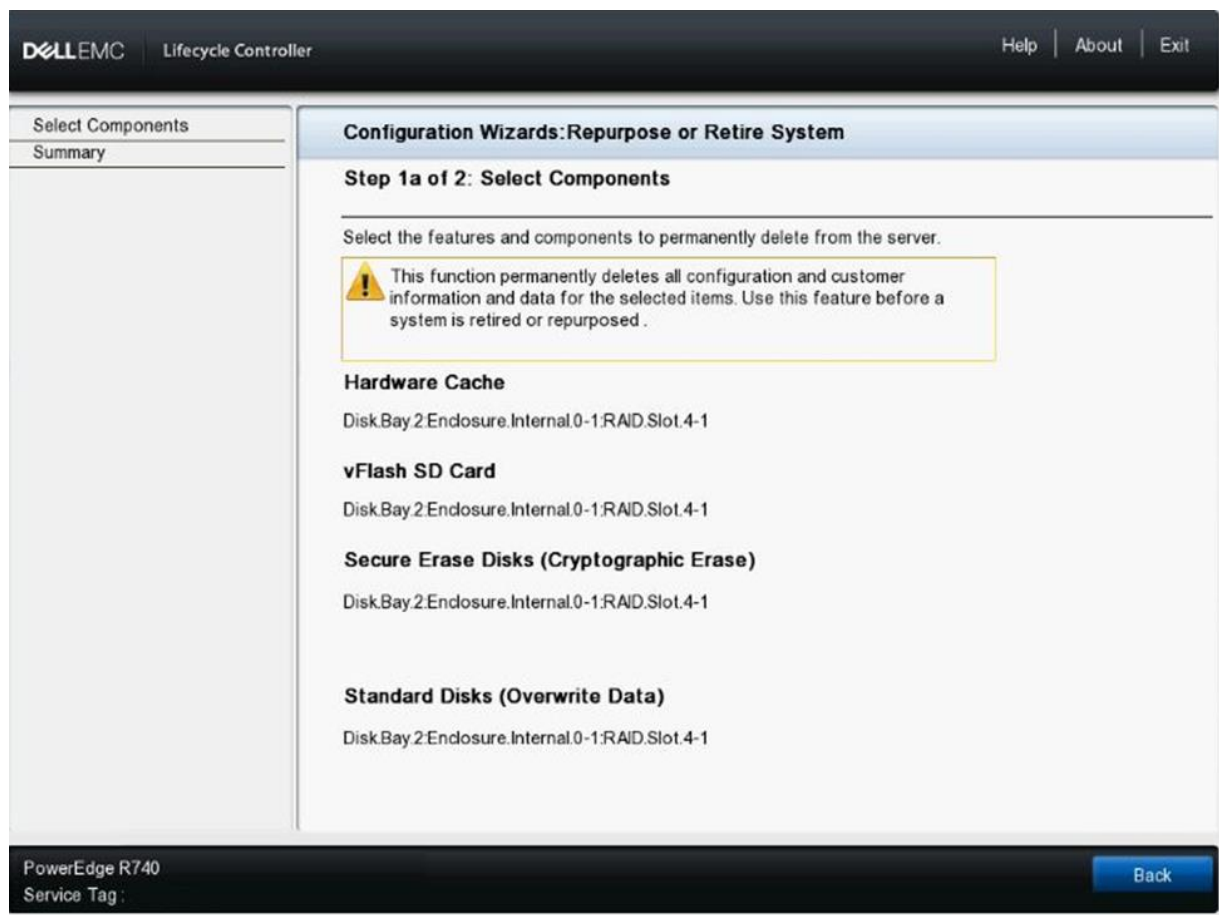 DELLEMC Lifecycle Controller
Help | About | Exit
Select Components
Summary
Configuration Wizards:Repurpose or Retire System
Step 1a of 2: Select Components
Select the features and components to permanently delete from the server.
This function permanently deletes all configuration and customer
information and data for the selected items. Use this feature before a
system is retired or repurposed .
Hardware Cache
Disk.Bay.2:Enclosure.Internal.0-1:RAID.Slot.4-1
vFlash SD Card
Disk.Bay.2:Enclosure.Internal.0-1:RAID.Slot.4-1
Secure Erase Disks (Cryptographic Erase)
Disk.Bay.2:Enclosure.Internal.0-1:RAID.Slot.4-1
Standard Disks (Overwrite Data)
Disk.Bay.2:Enclosure.Internal.0-1:RAID.Slot.4-1
PowerEdge R740
Service Tag :
Back